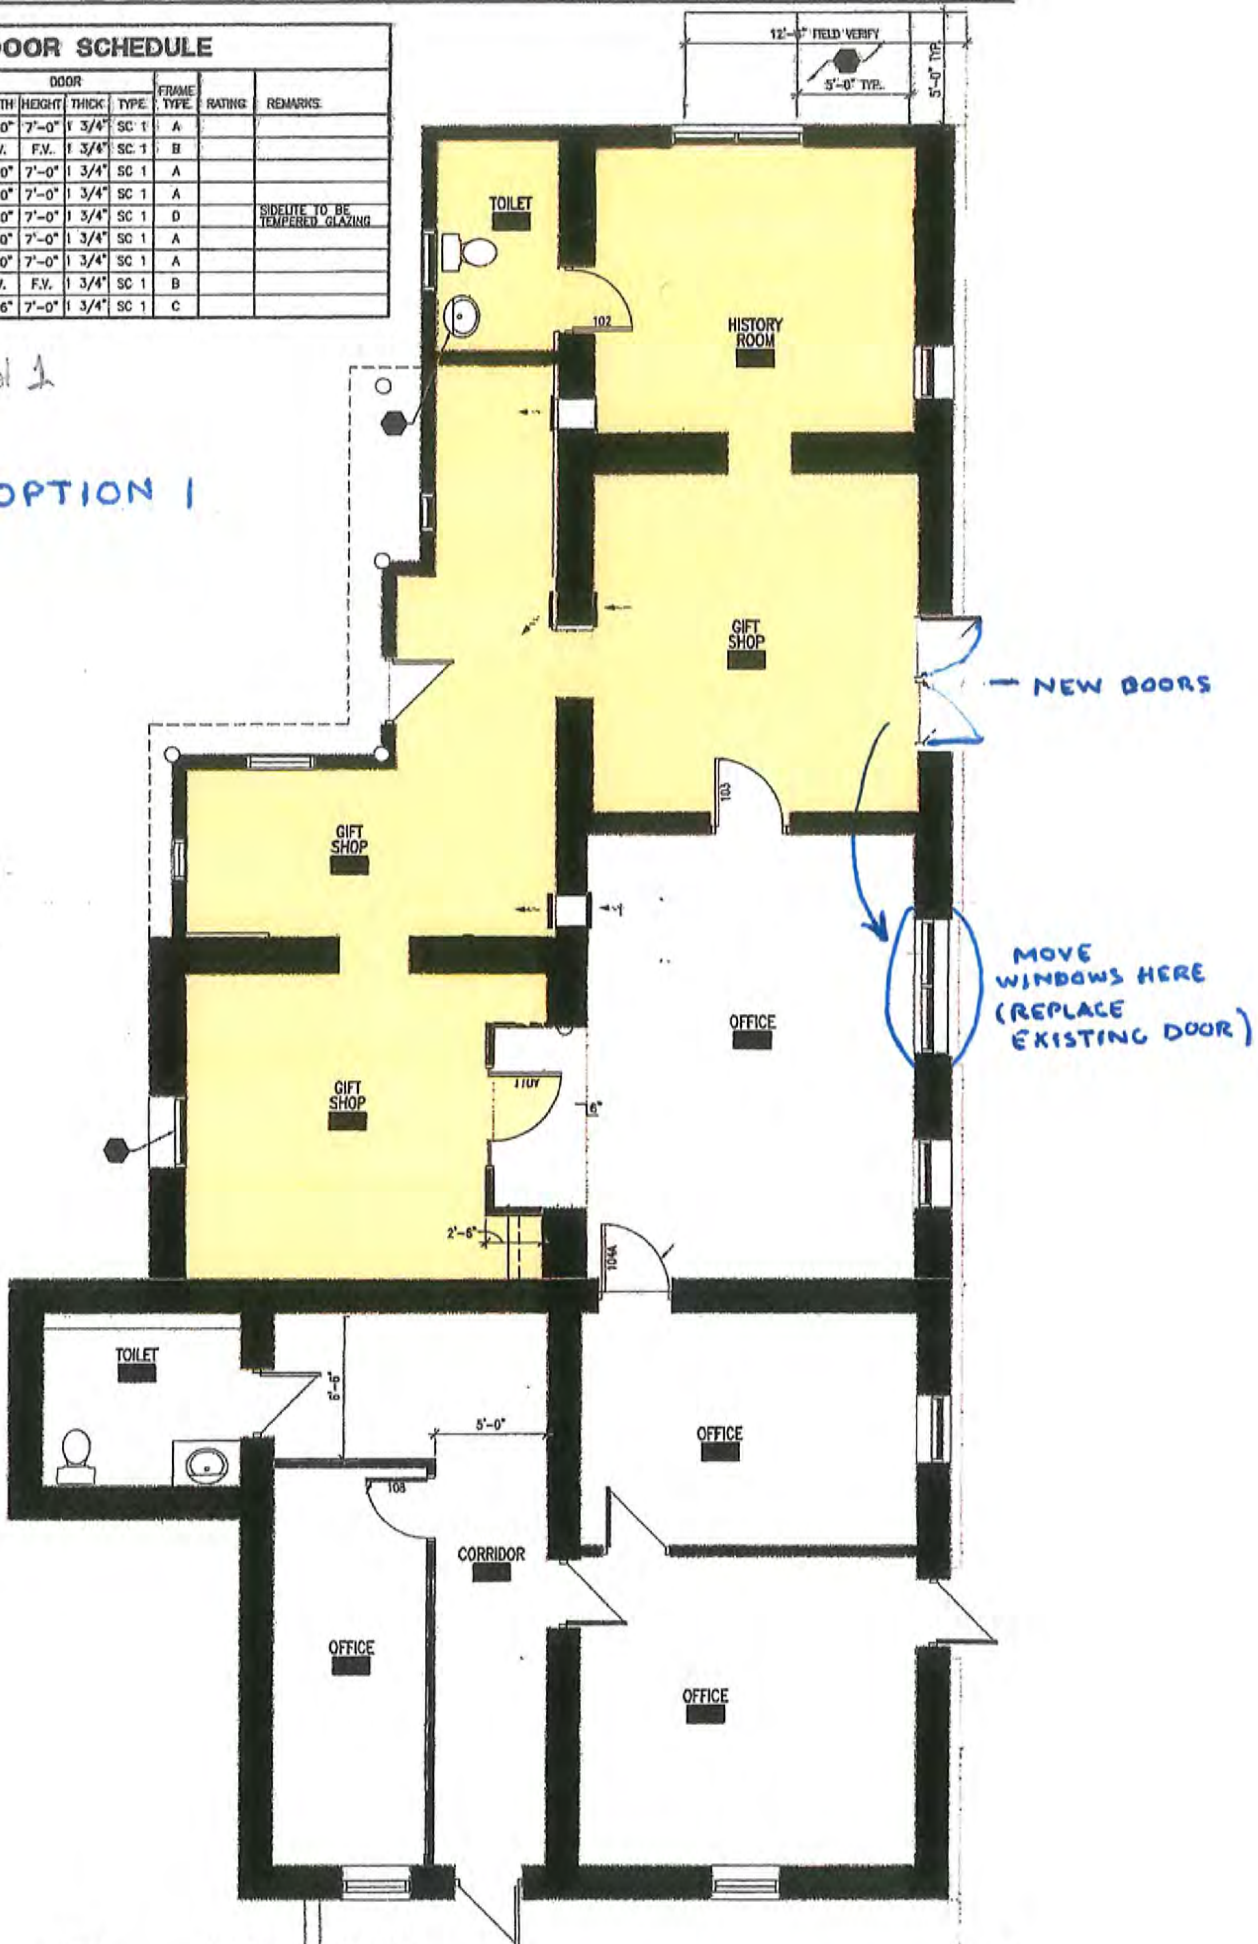 DOOR SCHEDULE
DOOR
HEIGHT THICK TYPE FRAME TYPE RATING REMARKS
7'-0" 1 3/4" SC 1 A
F.V. 1 3/4" SC 1 B
7'-0" 1 3/4" SC 1 A
7'-0" 1 3/4" SC 1 A
7'-0" 1 3/4" SC 1 D SIDELITE TO BE TEMPERED GLAZING
7'-0" 1 3/4" SC 1 A
7'-0" 1 3/4" SC 1 A
F.V. 1 3/4" SC 1 B
7'-0" 1 3/4" SC 1 C
FIELD VERIFY
5'-0" TYP.
5'-0" TYP.
TOILET
102
HISTORY
ROOM
1
OPTION 1
GIFT
SHOP
- NEW DOORS
103
GIFT
SHOP
MOVE
WINDOWS HERE
(REPLACE
EXISTING DOOR)
OFFICE
GIFT
SHOP
110A
6"
2'-6"
104A
TOILET
6'-6"
5'-0"
OFFICE
108
CORRIDOR
OFFICE
OFFICE